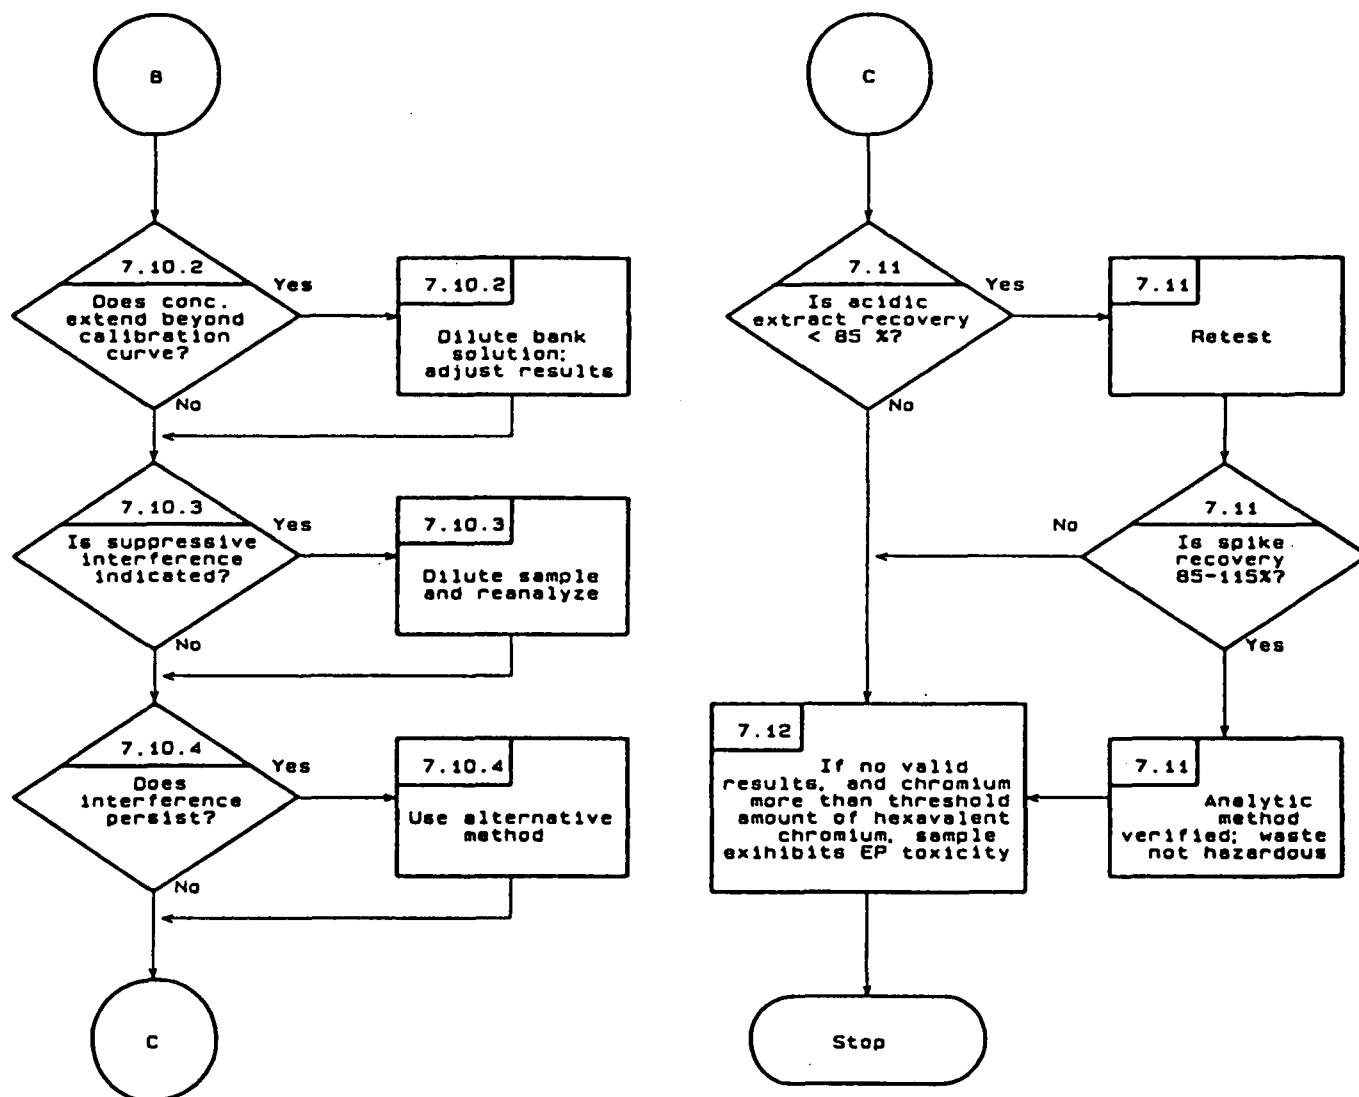 B
7.10.2
Does conc.
extend beyond
calibration
curve?
Yes
7.10.2
Dilute bank
solution;
adjust results
No
7.10.3
Is suppressive
interference
indicated?
Yes
7.10.3
Dilute sample
and reanalyze
No
7.10.4
Does
interference
persist?
Yes
7.10.4
Use alternative
method
No
C
C
7.11
Is acidic
extract recovery
< 85 %?
Yes
7.11
Retest
No
7.11
Is spike
recovery
85-115%?
No
Yes
7.11
Analytic
method
verified; waste
not hazardous
7.12
If no valid
results, and chromium
more than threshold
amount of hexavalent
chromium, sample
exihibits EP toxicity
Stop